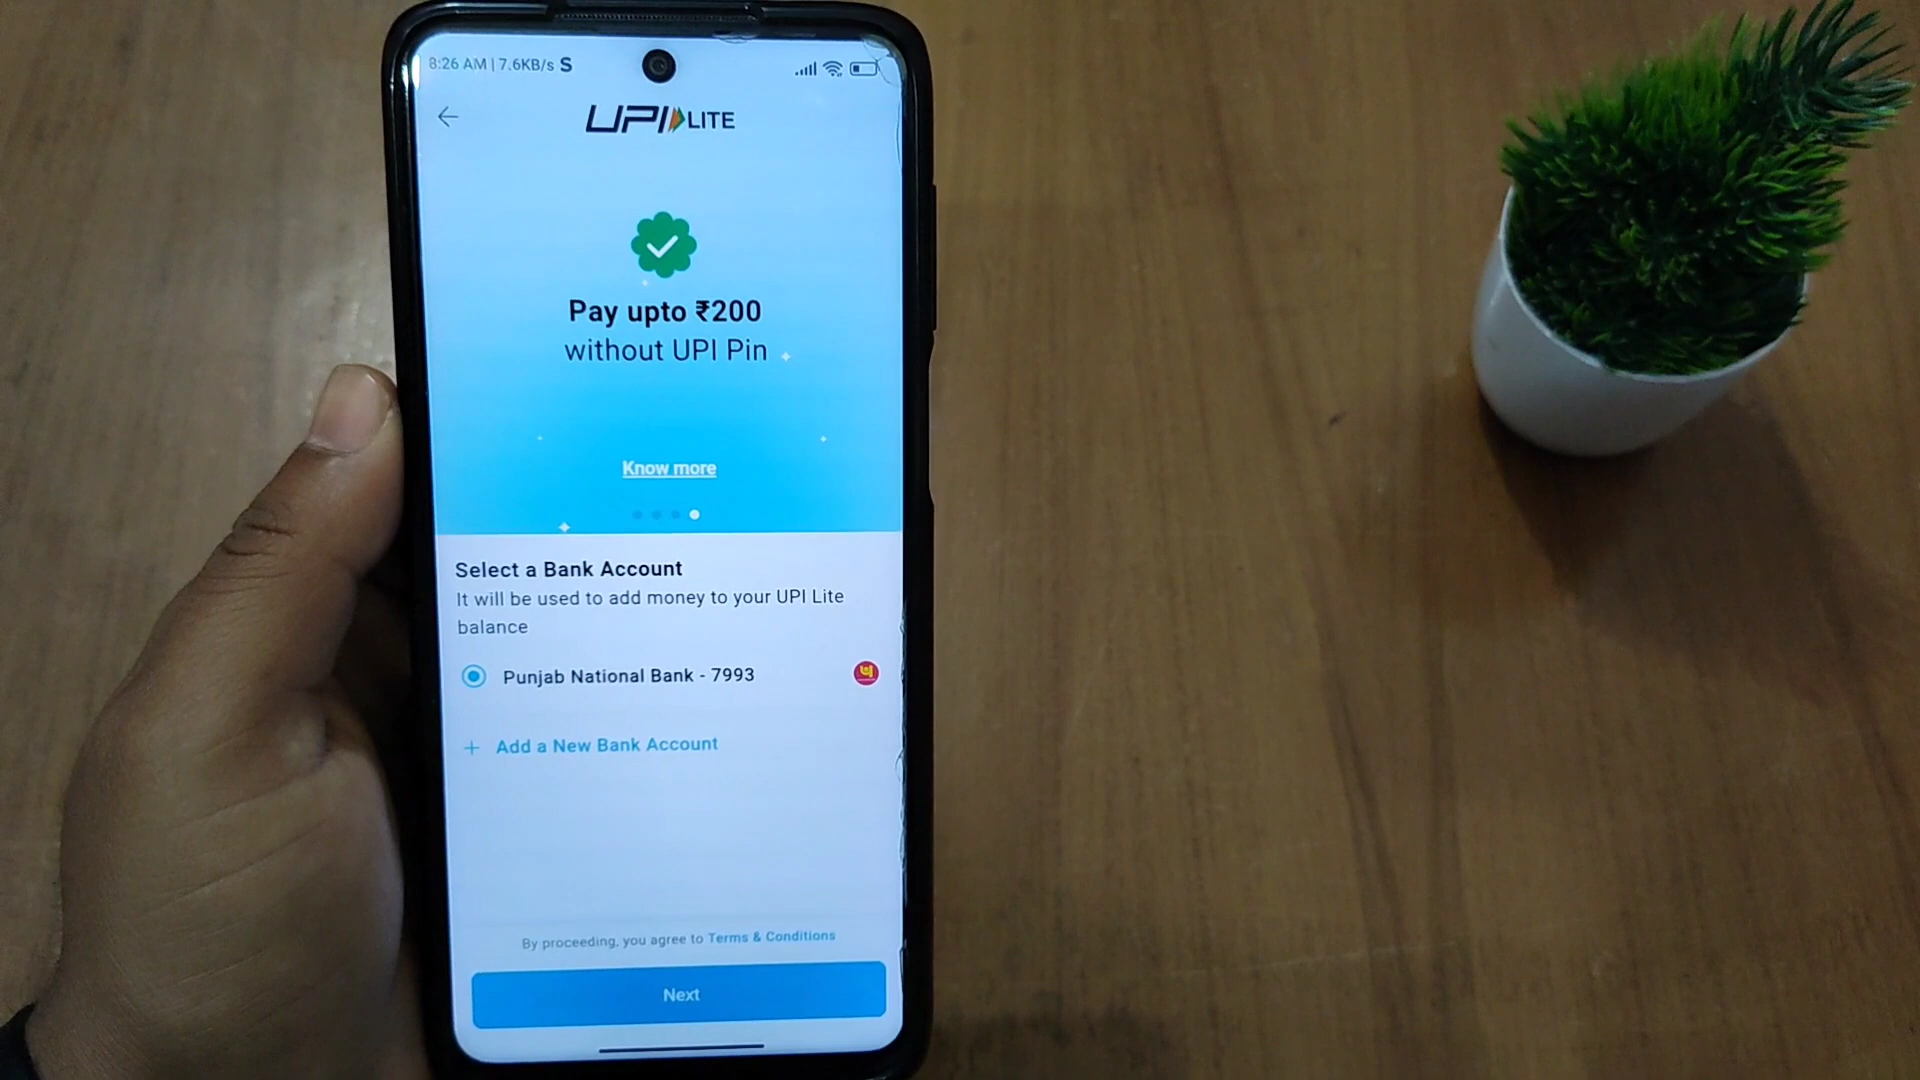 8:26 AM | 7.6KB/s S
UPI LITE
Pay upto ₹200
without UPI Pin
Know more
Select a Bank Account
It will be used to add money to your UPI Lite
balance
Punjab National Bank - 7993
+ Add a New Bank Account
By proceeding, you agree to Terms & Conditions
Next